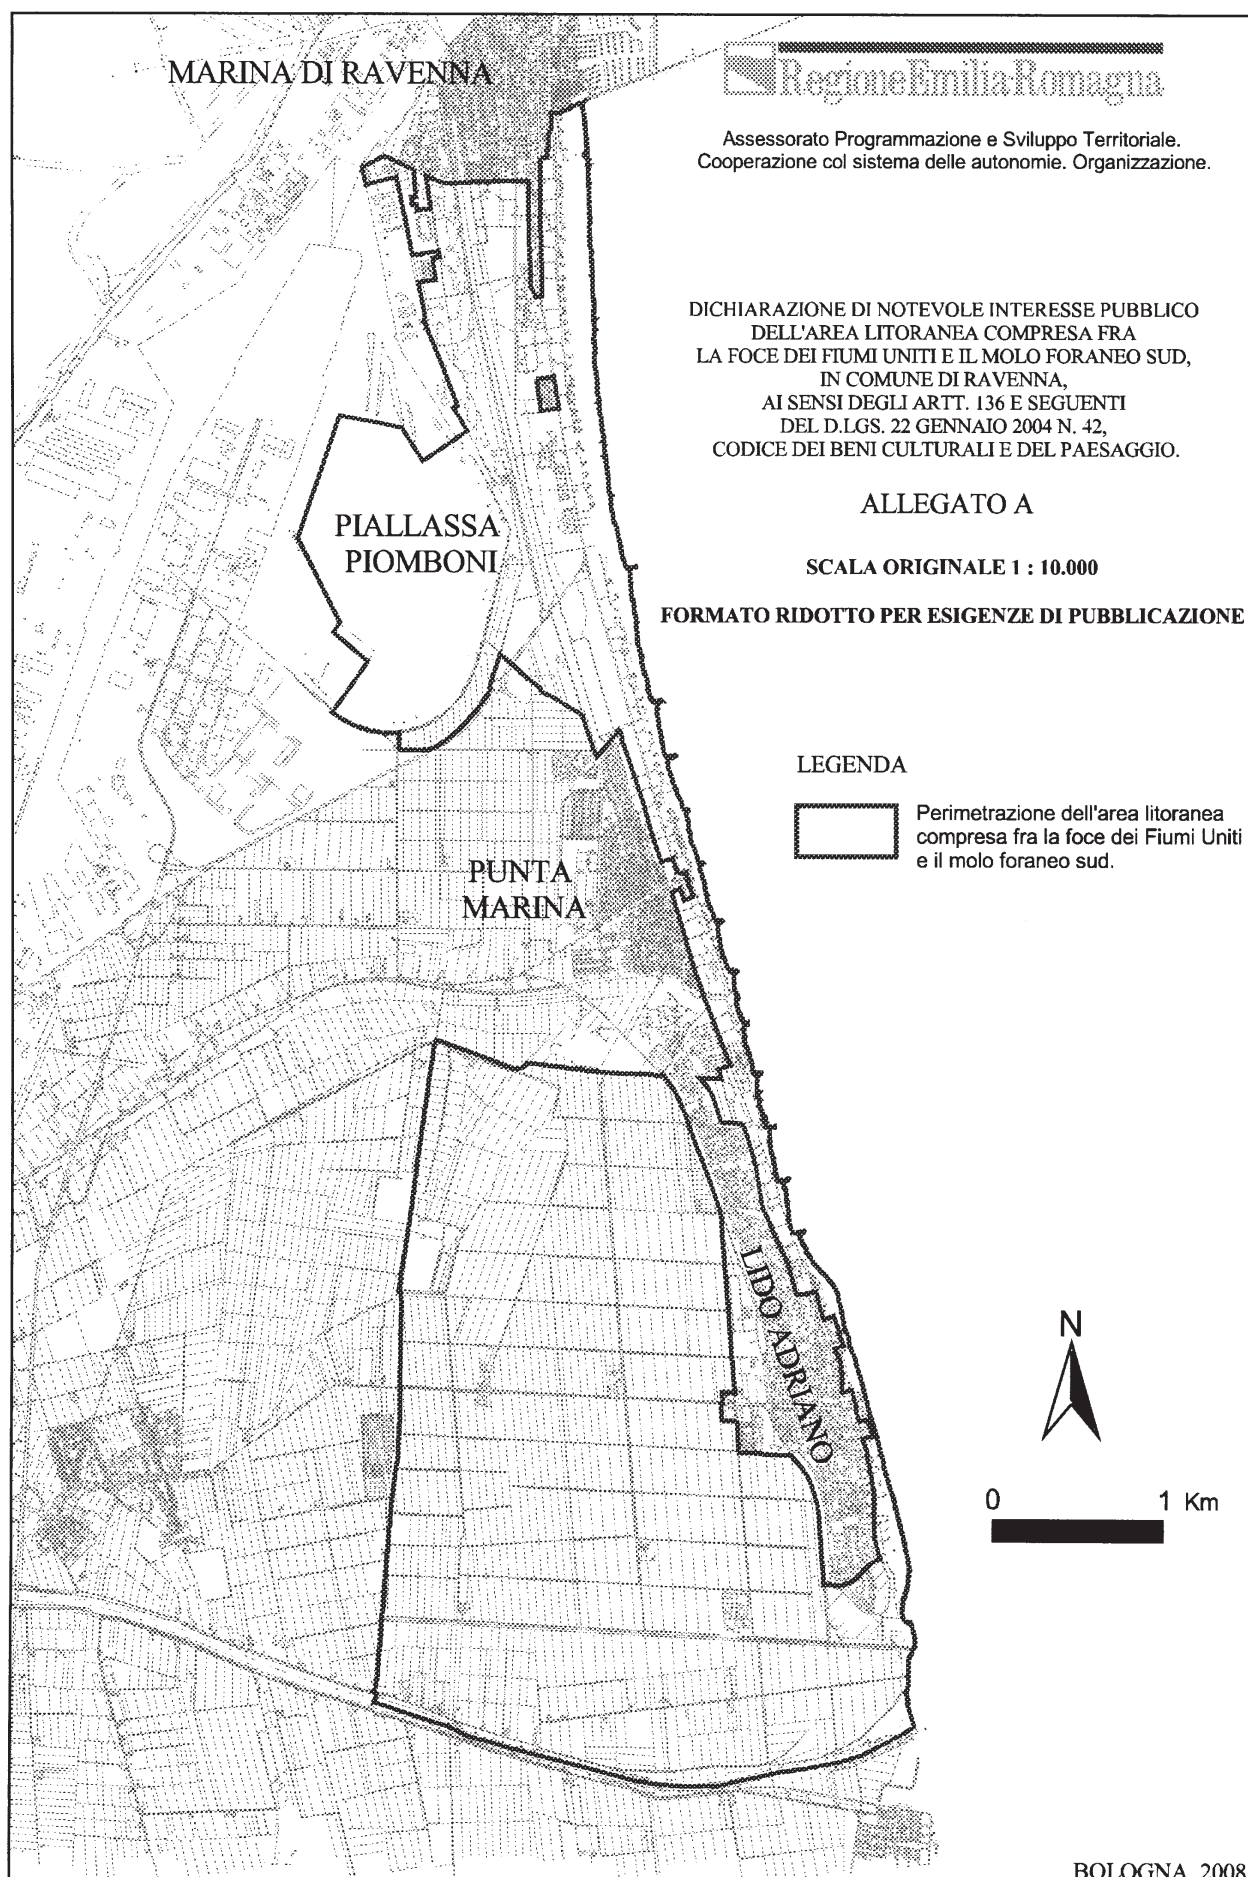 MARINA DI RAVENNA
RegioneEmilia-Romagna
Assessorato Programmazione e Sviluppo Territoriale.
Cooperazione col sistema delle autonomie. Organizzazione.
DICHIARAZIONE DI NOTEVOLE INTERESSE PUBBLICO
DELL'AREA LITORANEA COMPRESA FRA
LA FOCE DEI FIUMI UNITI E IL MOLO FORANEO SUD,
IN COMUNE DI RAVENNA,
AI SENSI DEGLI ARTT. 136 E SEGUENTI
DEL D.LGS. 22 GENNAIO 2004 N. 42,
CODICE DEI BENI CULTURALI E DEL PAESAGGIO.
ALLEGATO A
SCALA ORIGINALE 1 : 10.000
FORMATO RIDOTTO PER ESIGENZE DI PUBBLICAZIONE
PIALLASSA
PIOMBONI
LEGENDA
Perimetrazione dell'area litoranea
compresa fra la foce dei Fiumi Uniti
e il molo foraneo sud.
PUNTA
MARINA
LIDO ADRIANO
N
0 1 Km
BOLOGNA, 2008